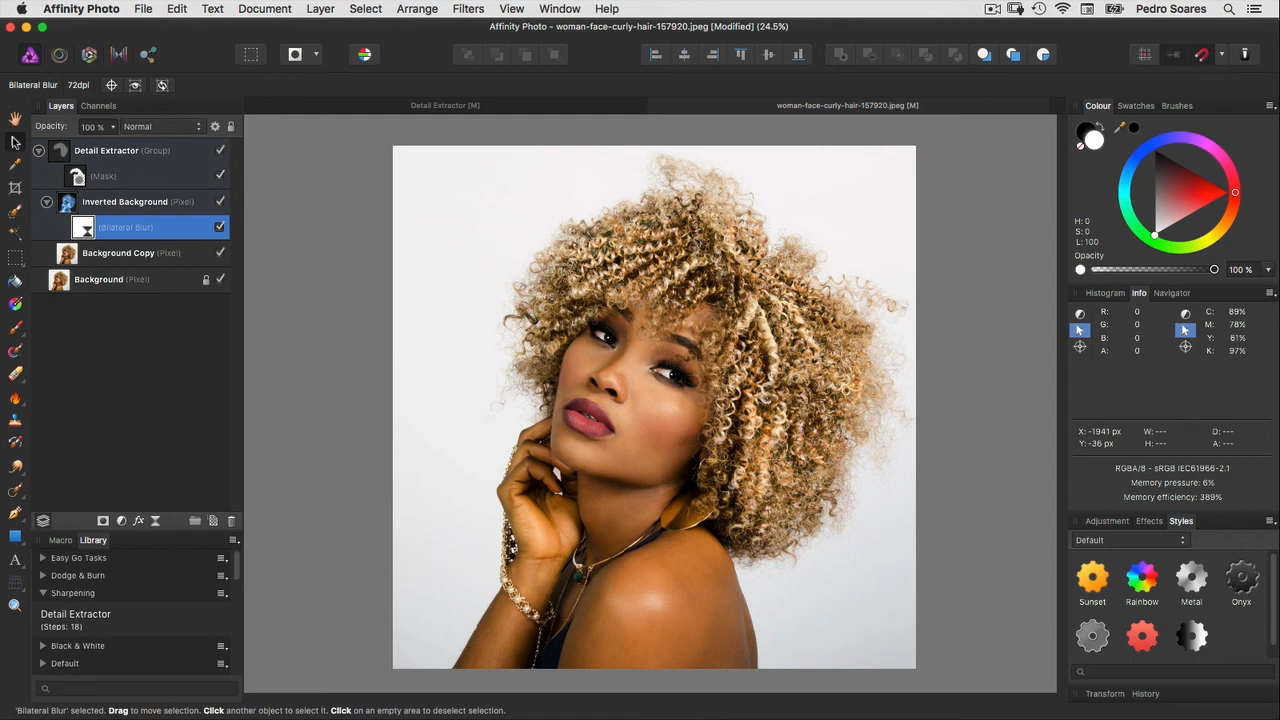 Affinity Photo File Edit Text Document Layer Select Arrange Filters View Window Help Pedro Soares
Affinity Photo - woman-face-curly-hair-157920.jpeg [Modified] (24.5%)
Bilateral Blur 72dpi
Layers Channels
Detail Extractor [M]
woman-face-curly-hair-157920.jpeg [M]
Colour Swatches Brushes
Opacity: 100 % Normal
Detail Extractor (Group)
(Mask)
Inverted Background (Pixel)
(Bilateral Blur)
Background Copy (Pixel)
Background (Pixel)
H: 0
S: 0
L: 100
Opacity
100 %
Histogram Info Navigator
R: 0 C: 89%
G: 0 M: 78%
B: 0 Y: 61%
A: 0 K: 97%
X: -1941 px W: --- D: ---
Y: -36 px H: --- A: ---
RGBA/8 - sRGB IEC61966-2.1
Memory pressure: 6%
Memory efficiency: 389%
Adjustment Effects Styles
Default
Sunset Rainbow Metal Onyx
Transform History
fx
Macro Library
Easy Go Tasks
Dodge & Burn
Sharpening
Detail Extractor
(Steps: 18)
Black & White
Default
A
'Bilateral Blur' selected. Drag to move selection. Click another object to select it. Click on an empty area to deselect selection.